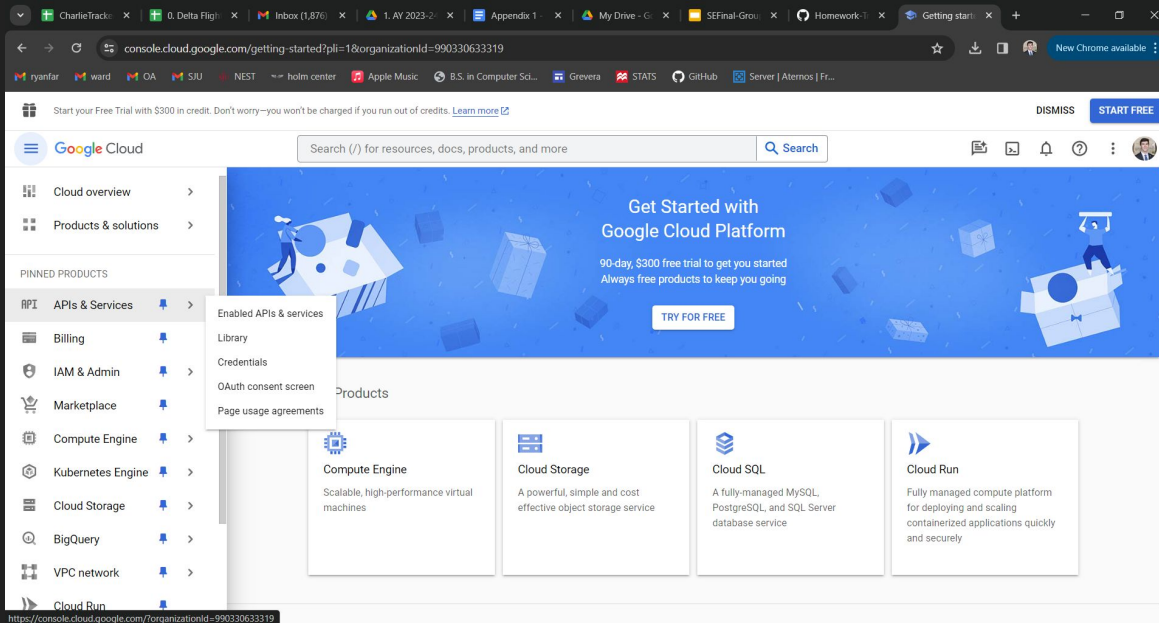 CharlieTracke
0. Delta Fligh
Inbox (1,876)
1. AY 2023-24
Appendix 1 -
My Drive - Go
SEFinal-Group
Homework-T
Getting start
console.cloud.google.com/getting-started?pli=1&organizationId=990330633319
New Chrome available
ryanfar
ward
OA
SJU
NEST
holm center
Apple Music
B.S. in Computer Sci...
Grevera
STATS
GitHub
Server | Aternos | Fr...
Start your Free Trial with $300 in credit. Don't worry—you won't be charged if you run out of credits. Learn more
DISMISS
START FREE
Google Cloud
Search (/) for resources, docs, products, and more
Search
Cloud overview
Products & solutions
PINNED PRODUCTS
API APIs & Services
Billing
IAM & Admin
Marketplace
Compute Engine
Kubernetes Engine
Cloud Storage
BigQuery
VPC network
Cloud Run
https://console.cloud.google.com/?organizationId=990330633319
Enabled APIs & services
Library
Credentials
OAuth consent screen
Page usage agreements
Get Started with
Google Cloud Platform
90-day, $300 free trial to get you started
Always free products to keep you going
TRY FOR FREE
Products
Compute Engine
Scalable, high-performance virtual
machines
Cloud Storage
A powerful, simple and cost
effective object storage service
Cloud SQL
A fully-managed MySQL,
PostgreSQL, and SQL Server
database service
Cloud Run
Fully managed compute platform
for deploying and scaling
containerized applications quickly
and securely